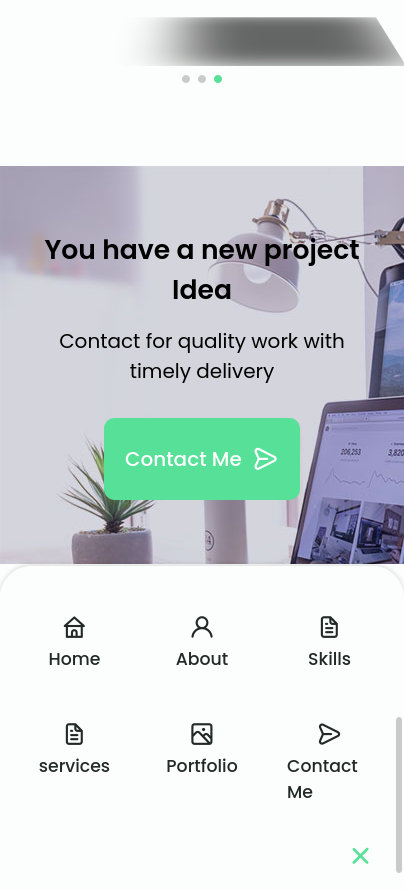 You have a new project
Idea
Contact for quality work with
timely delivery
Contact Me
Home
About
Skills
services
Portfolio
Contact
Me